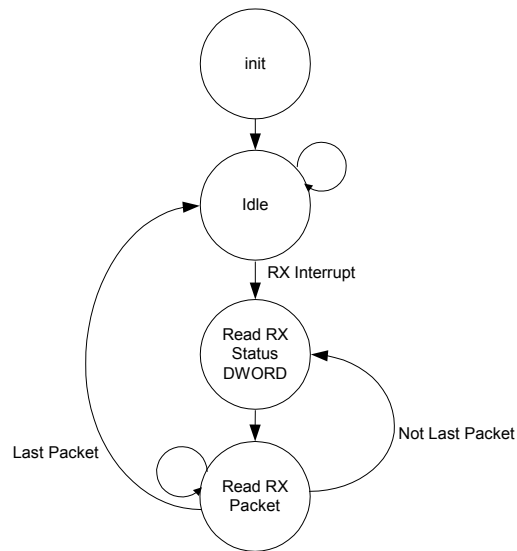 init
Idle
RX Interrupt
Read RX
Status
DWORD
Not Last Packet
Last Packet
Read RX
Packet